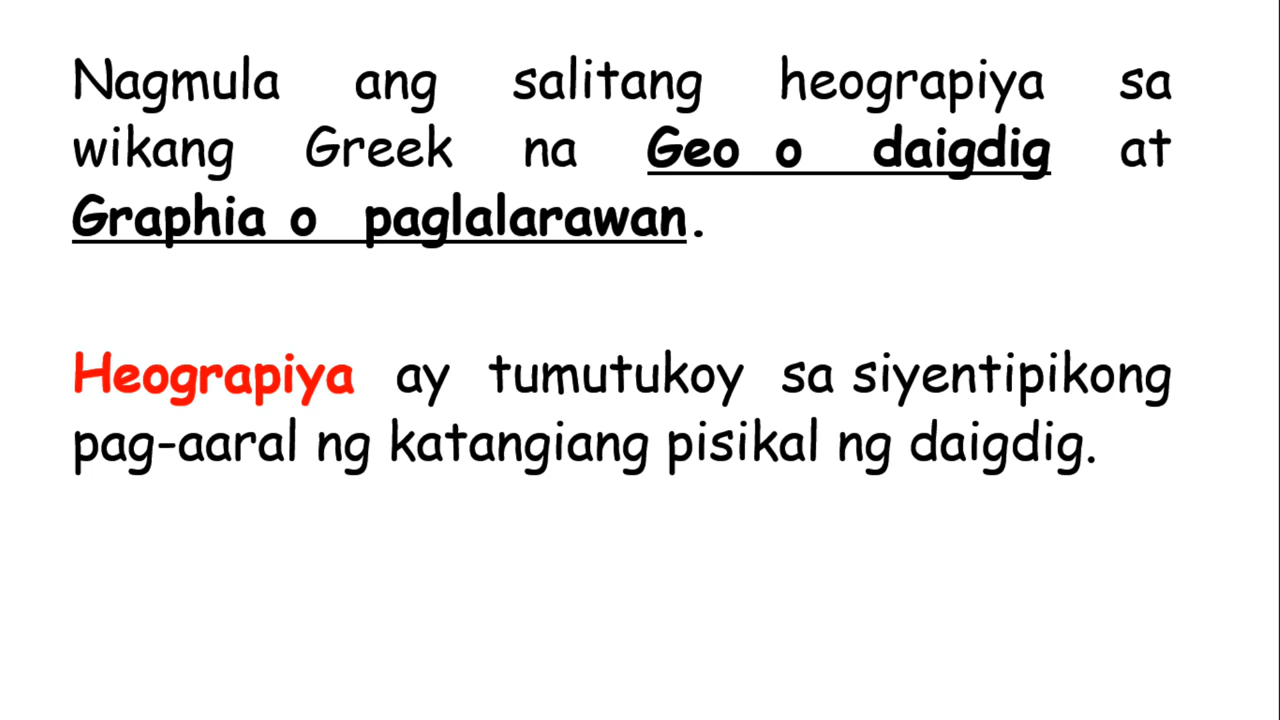 Nagmula ang salitang heograpiya sa
wikang Greek na Geo o daigdig at
Graphia o paglalarawan.
Heograpiya ay tumutukoy sa siyentipikong
pag-aaral ng katangiang pisikal ng daigdig.